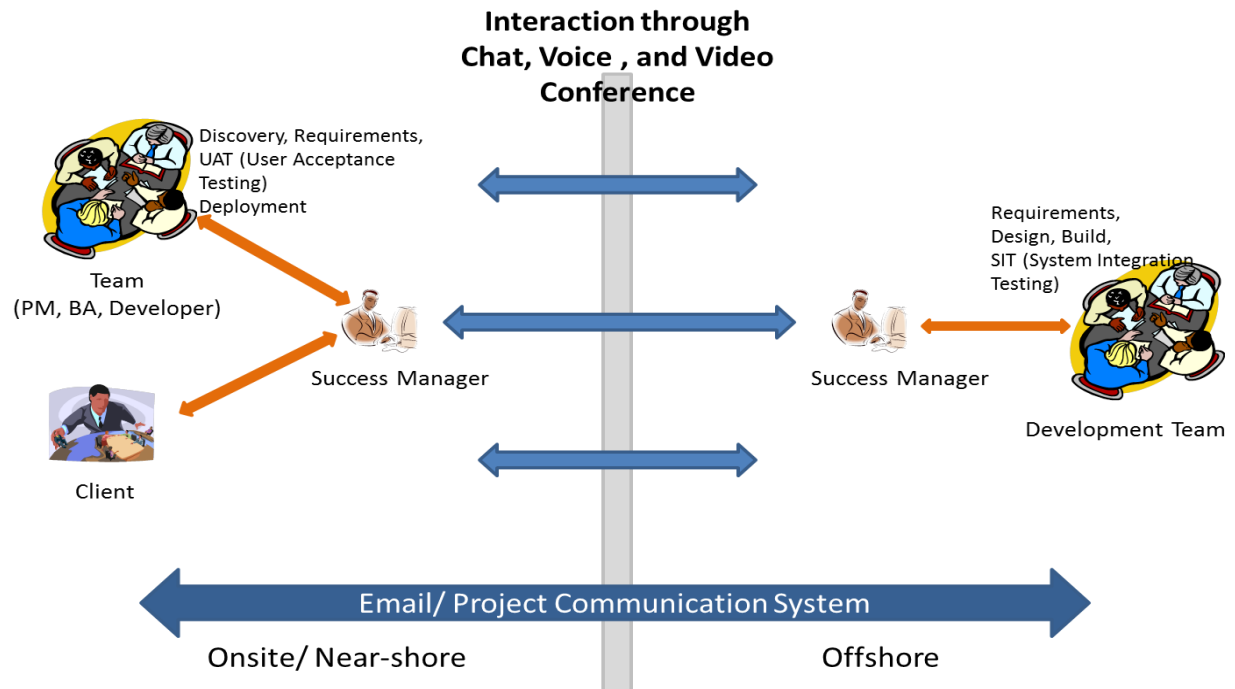 Interaction through
Chat, Voice , and Video
Conference
Discovery, Requirements,
UAT (User Acceptance
Testing)
Deployment
Team
(PM, BA, Developer)
Success Manager
Client
Requirements,
Design, Build,
SIT (System Integration
Testing)
Success Manager
Development Team
Email/ Project Communication System
Onsite/ Near-shore
Offshore